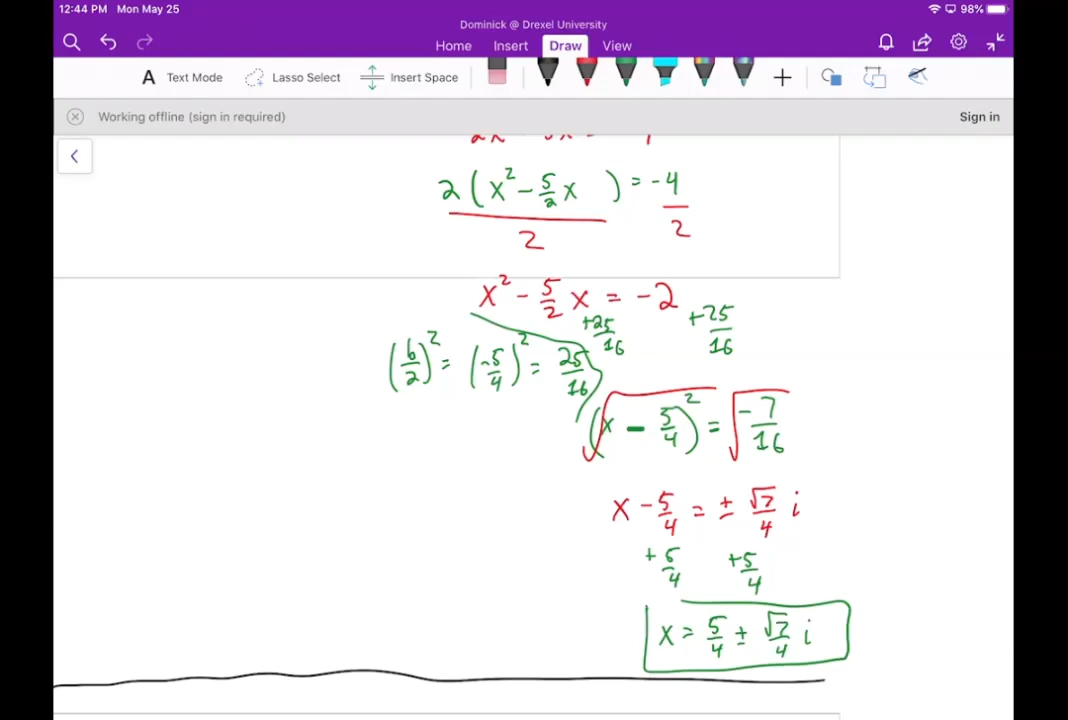 12:44 PM Mon May 25
98%
Dominick @ Drexel University
Home Insert Draw View
A Text Mode Lasso Select Insert Space
Working offline (sign in required) Sign in
2(x² - 5/2 x ) = -4/2
2
x² - 5/2 x = -2
+25/16 +25/16
(b/2)² = (-5/4)² = 25/16
√(x - 5/4)² = √-7/16
x - 5/4 = ± √7/4 i
+5/4 +5/4
x = 5/4 ± √7/4 i